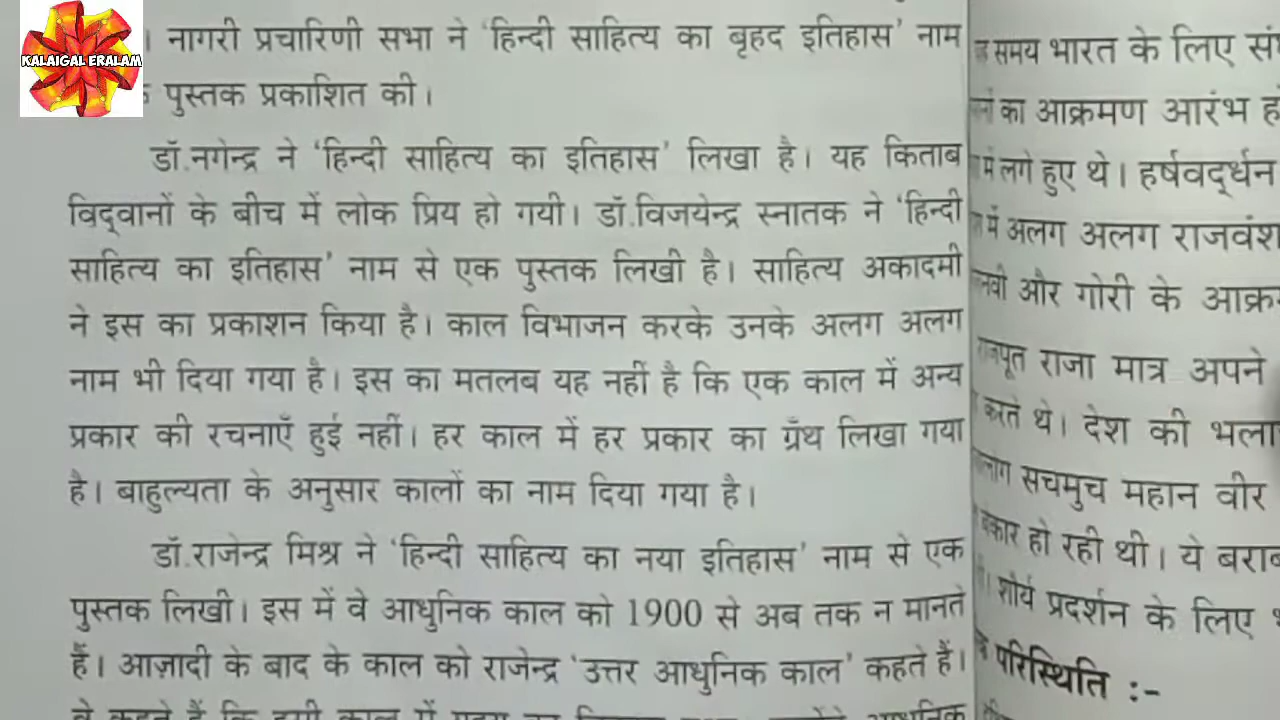 KALAIGAL ERALAM
। नागरी प्रचारिणी सभा ने ‘हिन्दी साहित्य का बृहद इतिहास’ नाम
पुस्तक प्रकाशित की।
डॉ.नगेन्द्र ने ‘हिन्दी साहित्य का इतिहास’ लिखा है। यह किताब
विद्‌वानों के बीच में लोक प्रिय हो गयी। डॉ.विजयेन्द्र स्नातक ने ‘हिन्दी
साहित्य का इतिहास’ नाम से एक पुस्तक लिखी है। साहित्य अकादमी
ने इस का प्रकाशन किया है। काल विभाजन करके उनके अलग अलग
नाम भी दिया गया है। इस का मतलब यह नहीं है कि एक काल में अन्य
प्रकार की रचनाएँ हुई नहीं। हर काल में हर प्रकार का ग्रँथ लिखा गया
है। बाहुल्यता के अनुसार कालों का नाम दिया गया है।
डॉ.राजेन्द्र मिश्र ने ‘हिन्दी साहित्य का नया इतिहास’ नाम से एक
पुस्तक लिखी। इस में वे आधुनिक काल को 1900 से अब तक न मानते
हैं। आज़ादी के बाद के काल को राजेन्द्र ‘उत्तर आधुनिक काल’ कहते हैं।
समय भारत के लिए
का आक्रमण आरंभ
में लगे हुए थे। हर्षवर्द्‌धन
में अलग अलग राजवंश
और गोरी के
राजपूत राजा मात्र अपने
करते थे। देश की
सचमुच महान वीर
हो रही थी। ये
शौर्य प्रदर्शन के लिए
परिस्थिति :-